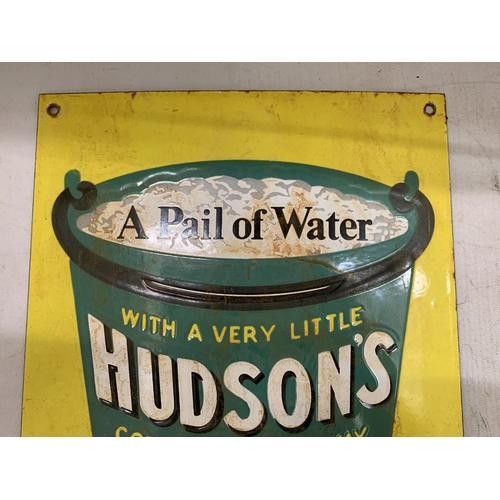 A Pail of Water
WITH A VERY LITTLE
HUDSON'S